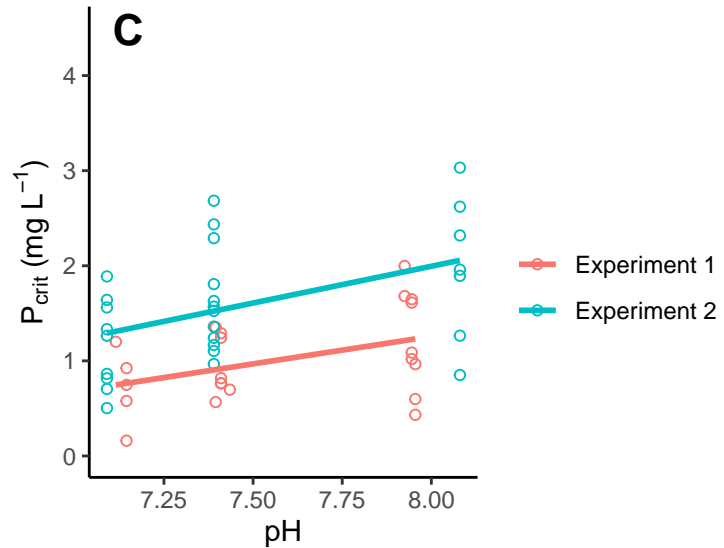 C
4
3
2
1
0
P_crit (mg L⁻¹)
7.25 7.50 7.75 8.00
pH
Experiment 1
Experiment 2